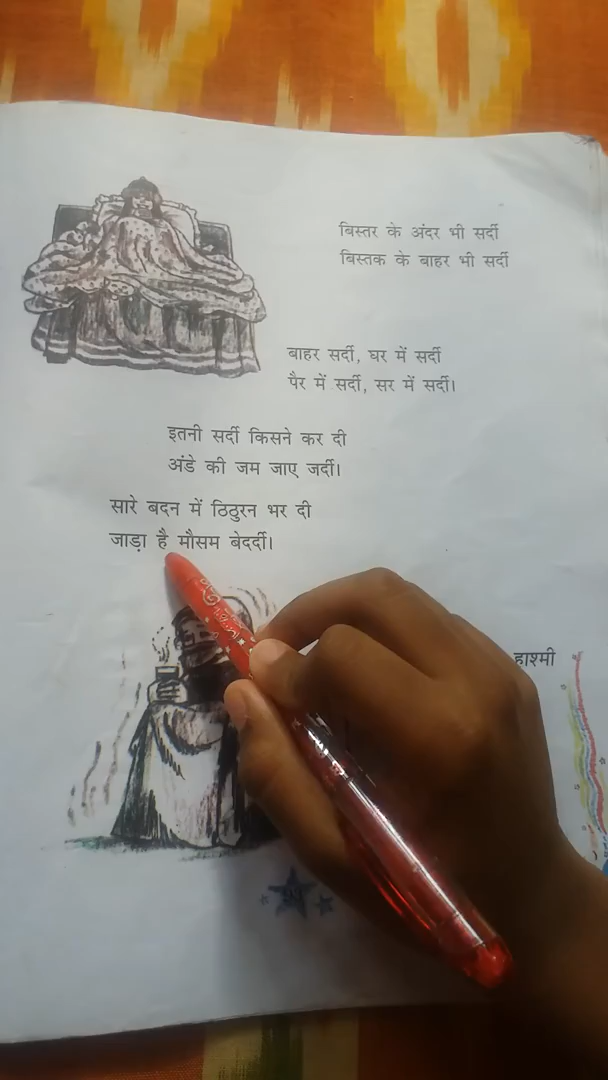 बिस्तर के अंदर भी सर्दी
बिस्तक के बाहर भी सर्दी
बाहर सर्दी, घर में सर्दी
पैर में सर्दी, सर में सर्दी।
इतनी सर्दी किसने कर दी
अंडे की जम जाए जर्दी।
सारे बदन में ठिठुरन भर दी
जाड़ा है मौसम बेदर्दी।
हाश्मी